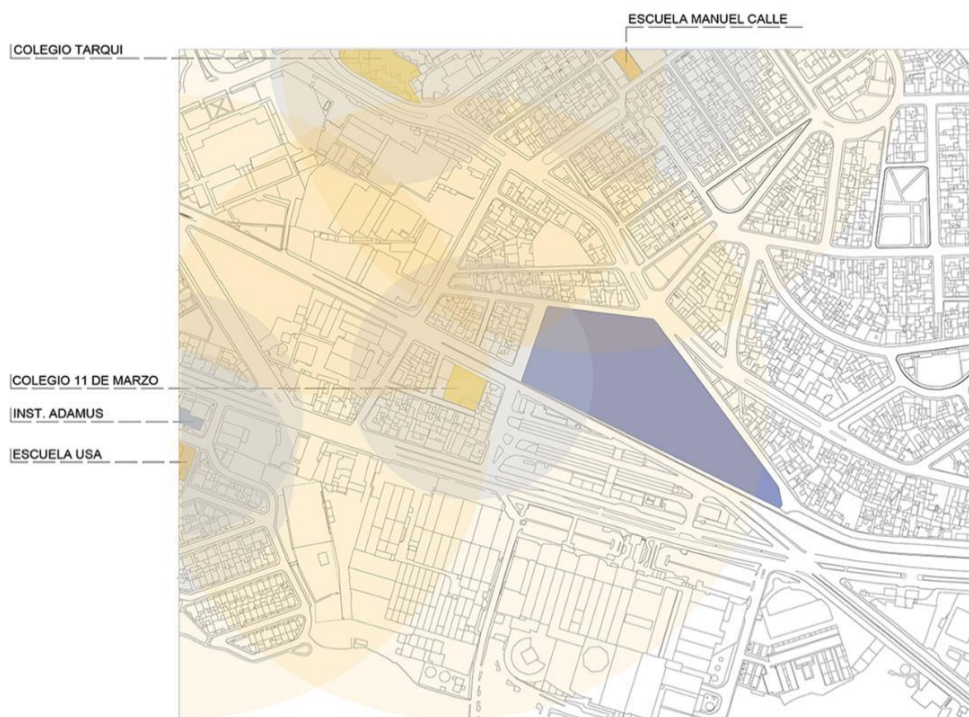 ESCUELA MANUEL CALLE
COLEGIO TARQUI
COLEGIO 11 DE MARZO
INST. ADAMUS
ESCUELA USA